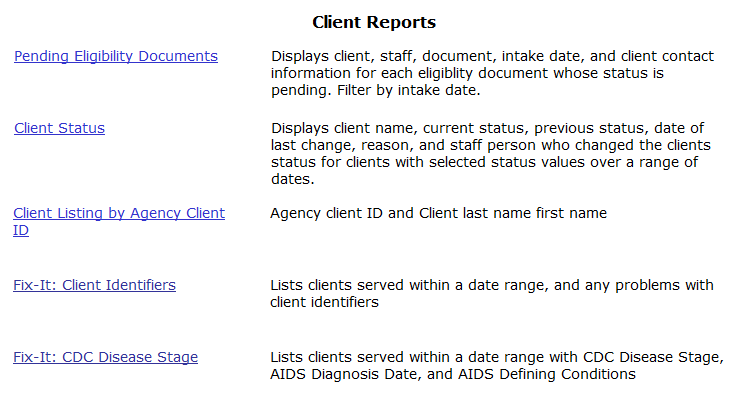 Client Reports
Pending Eligibility Documents
Displays client, staff, document, intake date, and client contact
information for each eligiblity document whose status is
pending. Filter by intake date.
Client Status
Displays client name, current status, previous status, date of
last change, reason, and staff person who changed the clients
status for clients with selected status values over a range of
dates.
Client Listing by Agency Client
ID
Agency client ID and Client last name first name
Fix-It: Client Identifiers
Lists clients served within a date range, and any problems with
client identifiers
Fix-It: CDC Disease Stage
Lists clients served within a date range with CDC Disease Stage,
AIDS Diagnosis Date, and AIDS Defining Conditions